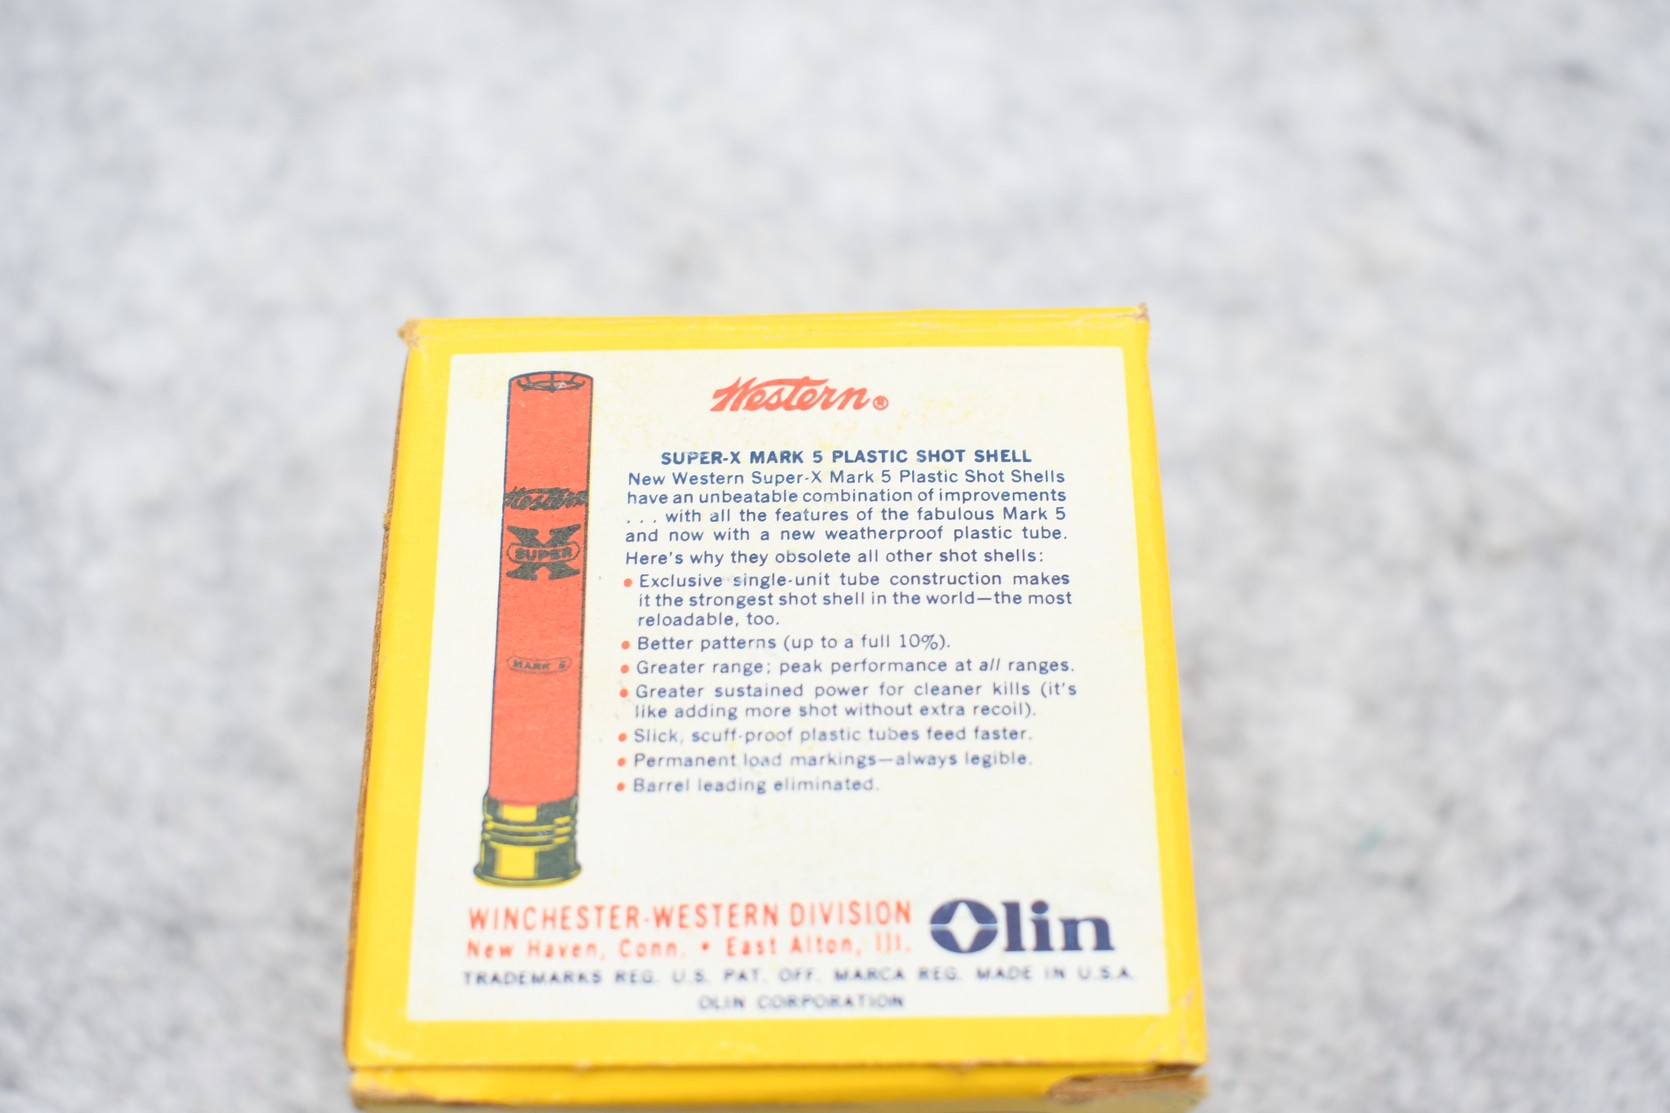 Western®
SUPER-X MARK 5 PLASTIC SHOT SHELL
New Western Super-X Mark 5 Plastic Shot Shells
have an unbeatable combination of improvements
. . . with all the features of the fabulous Mark 5
and now with a new weatherproof plastic tube.
Here's why they obsolete all other shot shells:
• Exclusive single-unit tube construction makes
it the strongest shot shell in the world—the most
reloadable, too.
• Better patterns (up to a full 10%).
• Greater range; peak performance at all ranges.
• Greater sustained power for cleaner kills (it's
like adding more shot without extra recoil).
• Slick, scuff-proof plastic tubes feed faster.
• Permanent load markings—always legible.
• Barrel leading eliminated.
Western
SUPER X
MARK 5
WINCHESTER-WESTERN DIVISION
New Haven, Conn. • East Alton, Ill.
Olin
TRADEMARKS REG. U.S. PAT. OFF. MARCA REG. MADE IN U.S.A.
OLIN CORPORATION